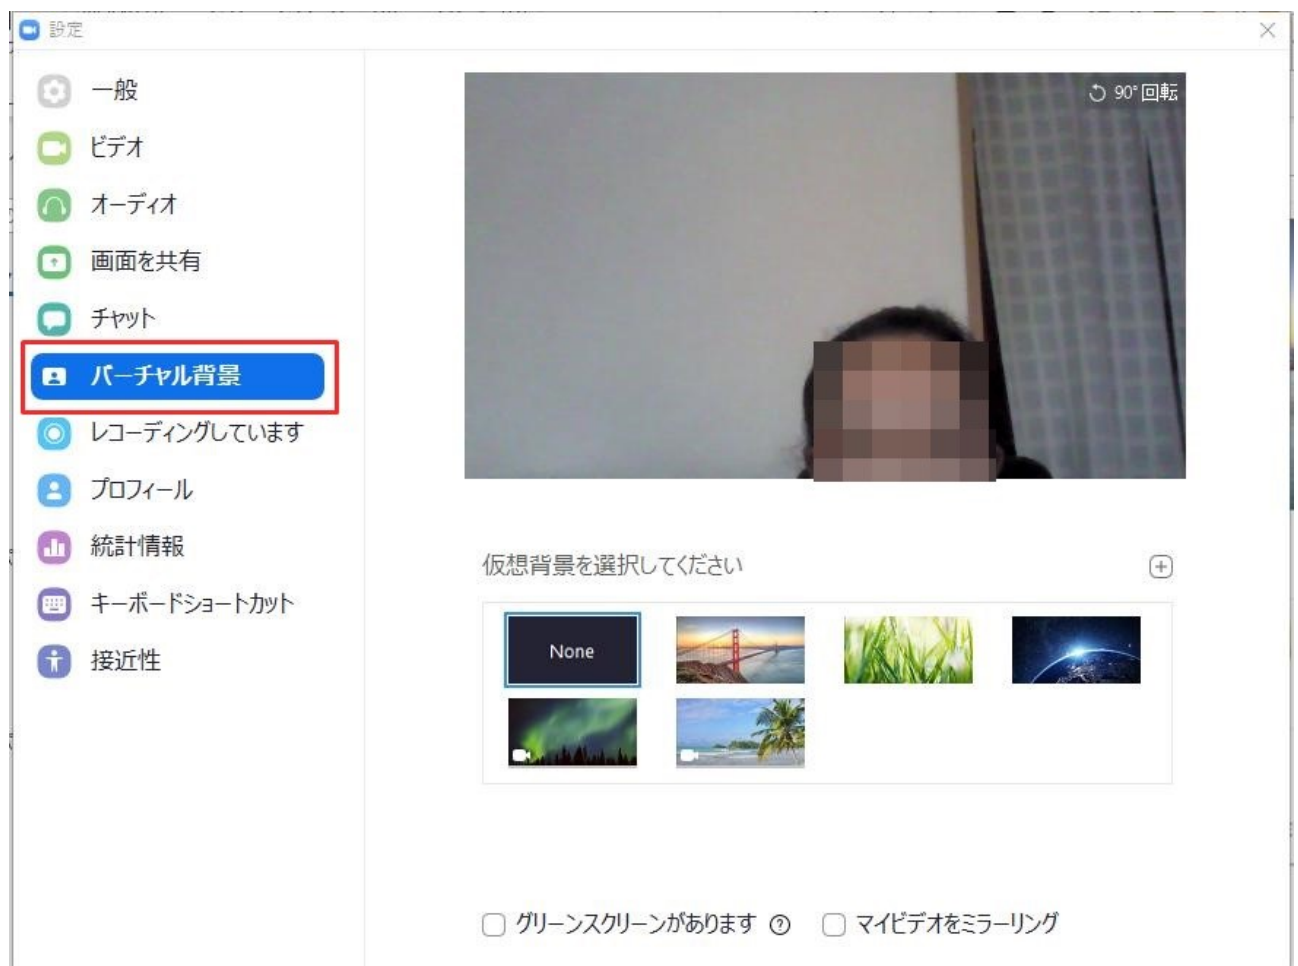 設定
一般
ビデオ
オーディオ
画面を共有
チャット
バーチャル背景
レコーディングしています
プロフィール
統計情報
キーボードショートカット
接近性
90°回転
仮想背景を選択してください
None
グリーンスクリーンがあります
マイビデオをミラーリング